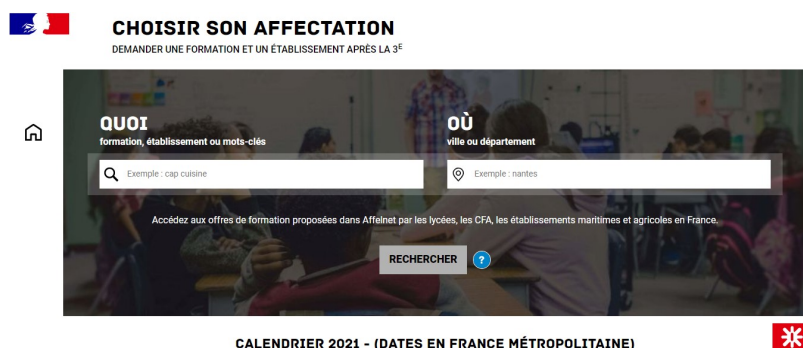 CHOISIR SON AFFECTATION
DEMANDER UNE FORMATION ET UN ÉTABLISSEMENT APRÈS LA 3E
QUOI
formation, établissement ou mots-clés
Exemple : cap cuisine
OÙ
ville ou département
Exemple : nantes
Accédez aux offres de formation proposées dans Affelnet par les lycées, les CFA, les établissements maritimes et agricoles en France.
RECHERCHER ?
CALENDRIER 2021 - (DATES EN FRANCE MÉTROPOLITAINE)